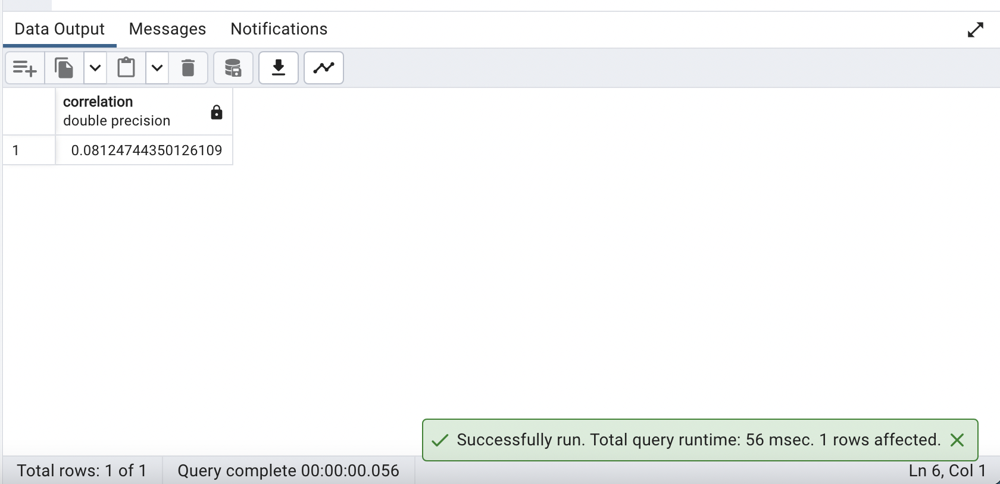 Data Output Messages Notifications
correlation
double precision
1 0.08124744350126109
Successfully run. Total query runtime: 56 msec. 1 rows affected.
Total rows: 1 of 1 Query complete 00:00:00.056 Ln 6, Col 1